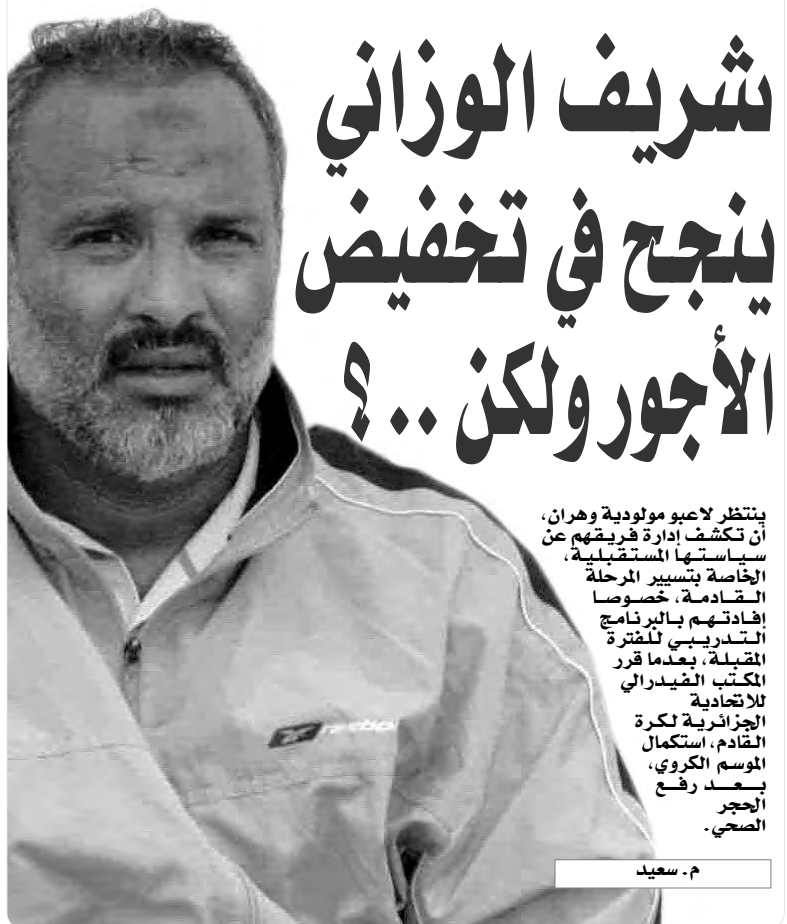 شريف الوزاني
ينجح في تخفيض
الأجور ولكن ..؟
ينتظر لاعبو مولودية وهران،
أن تكشف إدارة فريقهم عن
سياستها المستقبلية،
الخاصة بتسيير المرحلة
القادمة، خصوصا
إفادتهم بالبرنامج
التدريبي للفترة
المقبلة، بعدما قرر
المكتب الفيدرالي
للاتحادية
الجزائرية لكرة
القادم، استكمال
الموسم الكروي،
بعد رفع
الحجر
الصحي.
Reebok
م. سعيد